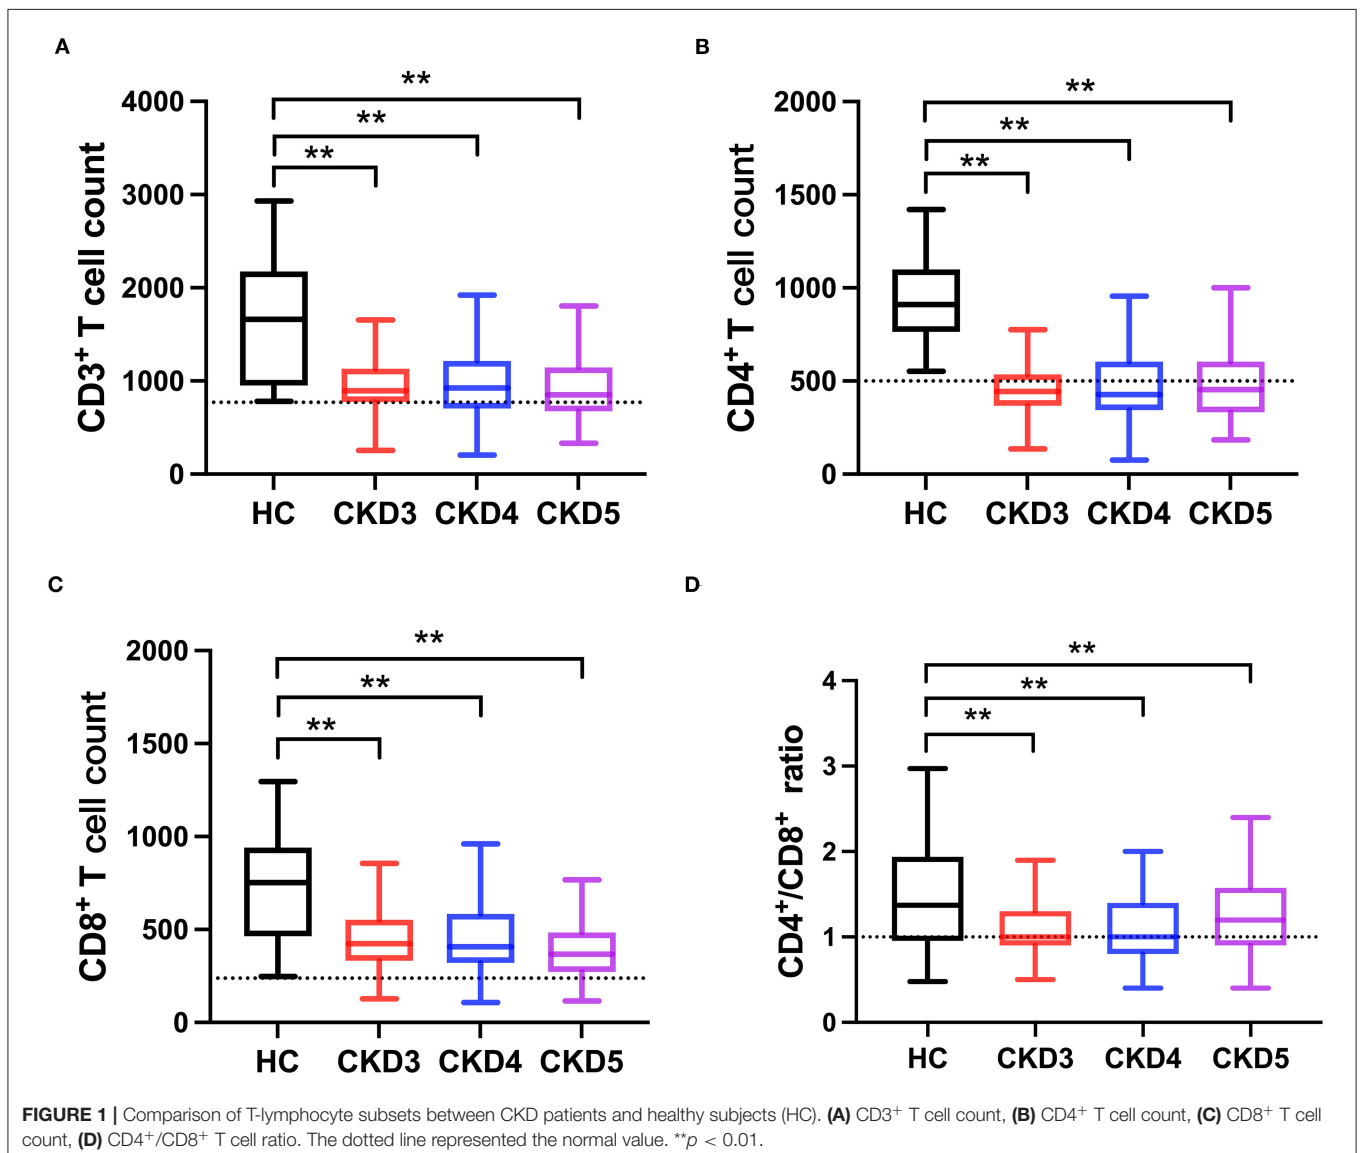 A
**
**
**
4000
3000
2000
1000
0
CD3⁺ T cell count
HC CKD3 CKD4 CKD5
B
**
**
**
2000
1500
1000
500
0
CD4⁺ T cell count
HC CKD3 CKD4 CKD5
C
**
**
**
2000
1500
1000
500
0
CD8⁺ T cell count
HC CKD3 CKD4 CKD5
D
**
**
**
4
3
2
1
0
CD4⁺/CD8⁺ ratio
HC CKD3 CKD4 CKD5
FIGURE 1 | Comparison of T-lymphocyte subsets between CKD patients and healthy subjects (HC). (A) CD3⁺ T cell count, (B) CD4⁺ T cell count, (C) CD8⁺ T cell
count, (D) CD4⁺/CD8⁺ T cell ratio. The dotted line represented the normal value. **p < 0.01.